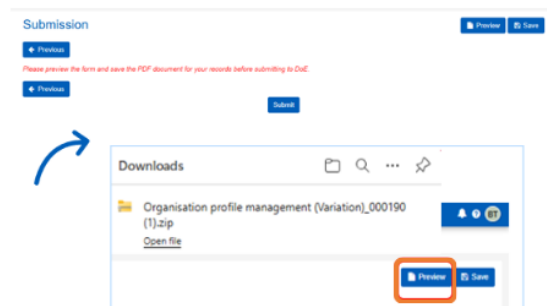 Submission
Preview
Save
Previous
Please preview the form and save the PDF document for your records before submitting to DoE.
Previous
Submit
Downloads
Organisation profile management (Variation)_000190
(1).zip
Open file
BT
Preview
Save